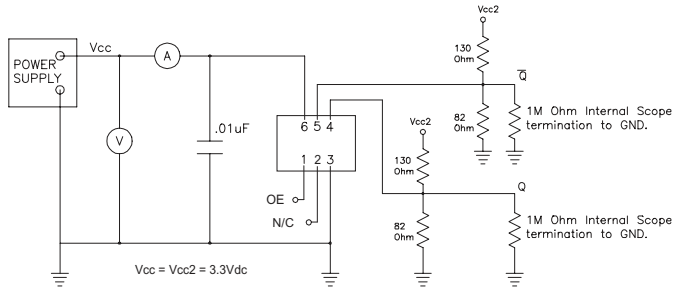 Vcc2
130
Ohm
Q
82
Ohm
1M Ohm Internal Scope
termination to GND.
POWER
SUPPLY
Vcc
A
V
.01uF
6 5 4
1 2 3
OE
N/C
Vcc2
130
Ohm
Q
82
Ohm
1M Ohm Internal Scope
termination to GND.
Vcc = Vcc2 = 3.3Vdc